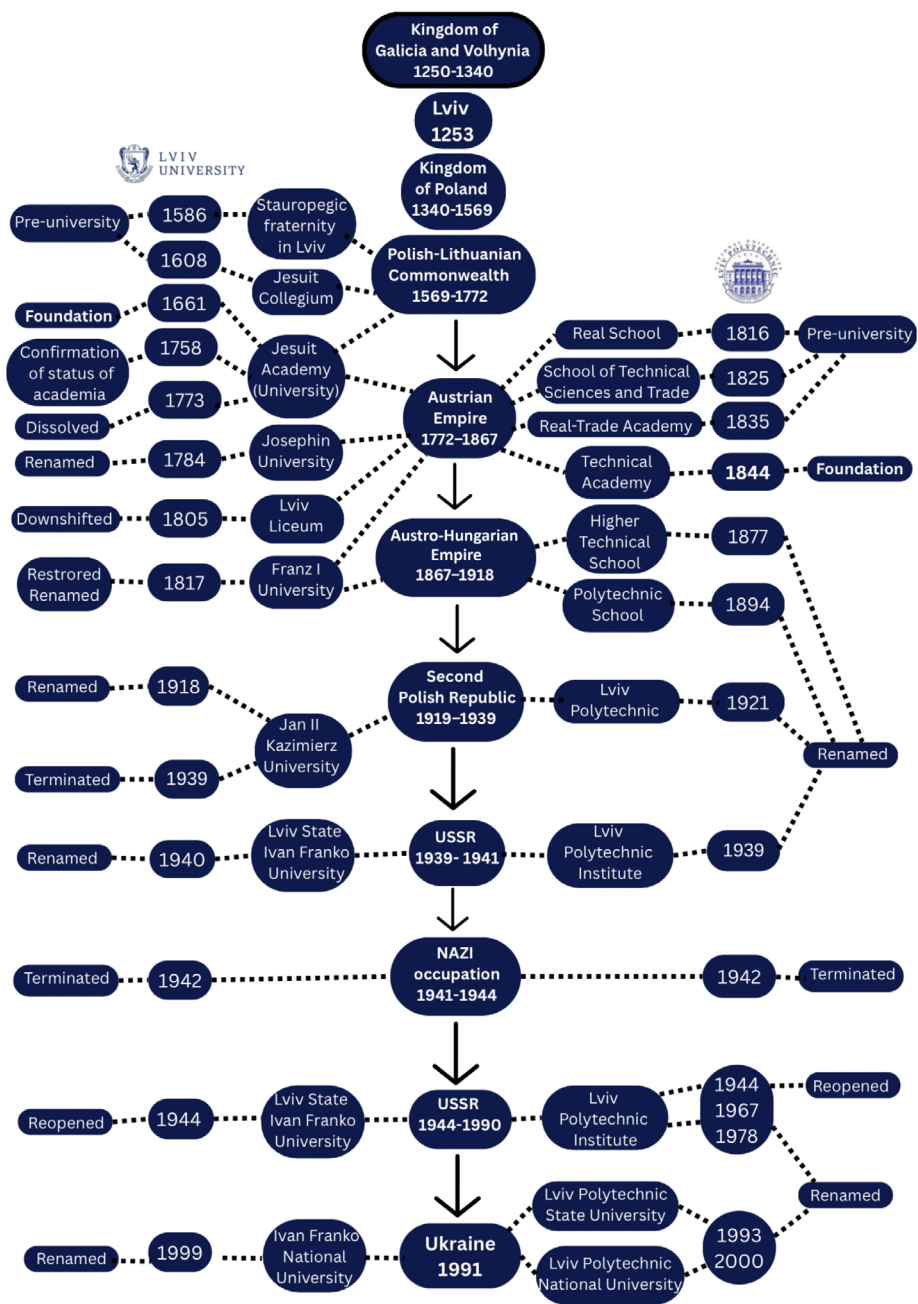 Kingdom of
Galicia and Volhynia
1250-1340
Lviv
1253
Kingdom
of Poland
1340-1569
LVIV
UNIVERSITY
Pre-university
1586
Stauropegic
fraternity
in Lviv
1608
Jesuit
Collegium
Polish-Lithuanian
Commonwealth
1569-1772
LVIV POLYTECHNIC
Foundation
1661
Confirmation
of status of
academia
1758
Jesuit
Academy
(University)
Dissolved
1773
Renamed
1784
Josephin
University
Downshifted
1805
Lviv
Liceum
Restrored
Renamed
1817
Franz I
University
Austrian
Empire
1772–1867
Real School
1816
Pre-university
School of Technical
Sciences and Trade
1825
Real-Trade Academy
1835
Technical
Academy
1844
Foundation
Austro-Hungarian
Empire
1867–1918
Higher
Technical
School
1877
Polytechnic
School
1894
Renamed
1918
Jan II
Kazimierz
University
Terminated
1939
Second
Polish Republic
1919–1939
Lviv
Polytechnic
1921
Renamed
Renamed
1940
Lviv State
Ivan Franko
University
USSR
1939- 1941
Lviv
Polytechnic
Institute
1939
Terminated
1942
NAZI
occupation
1941-1944
1942
Terminated
Reopened
1944
Lviv State
Ivan Franko
University
USSR
1944-1990
Lviv
Polytechnic
Institute
1944
1967
1978
Reopened
Renamed
Renamed
1999
Ivan Franko
National
University
Ukraine
1991
Lviv Polytechnic
State University
Lviv Polytechnic
National University
1993
2000